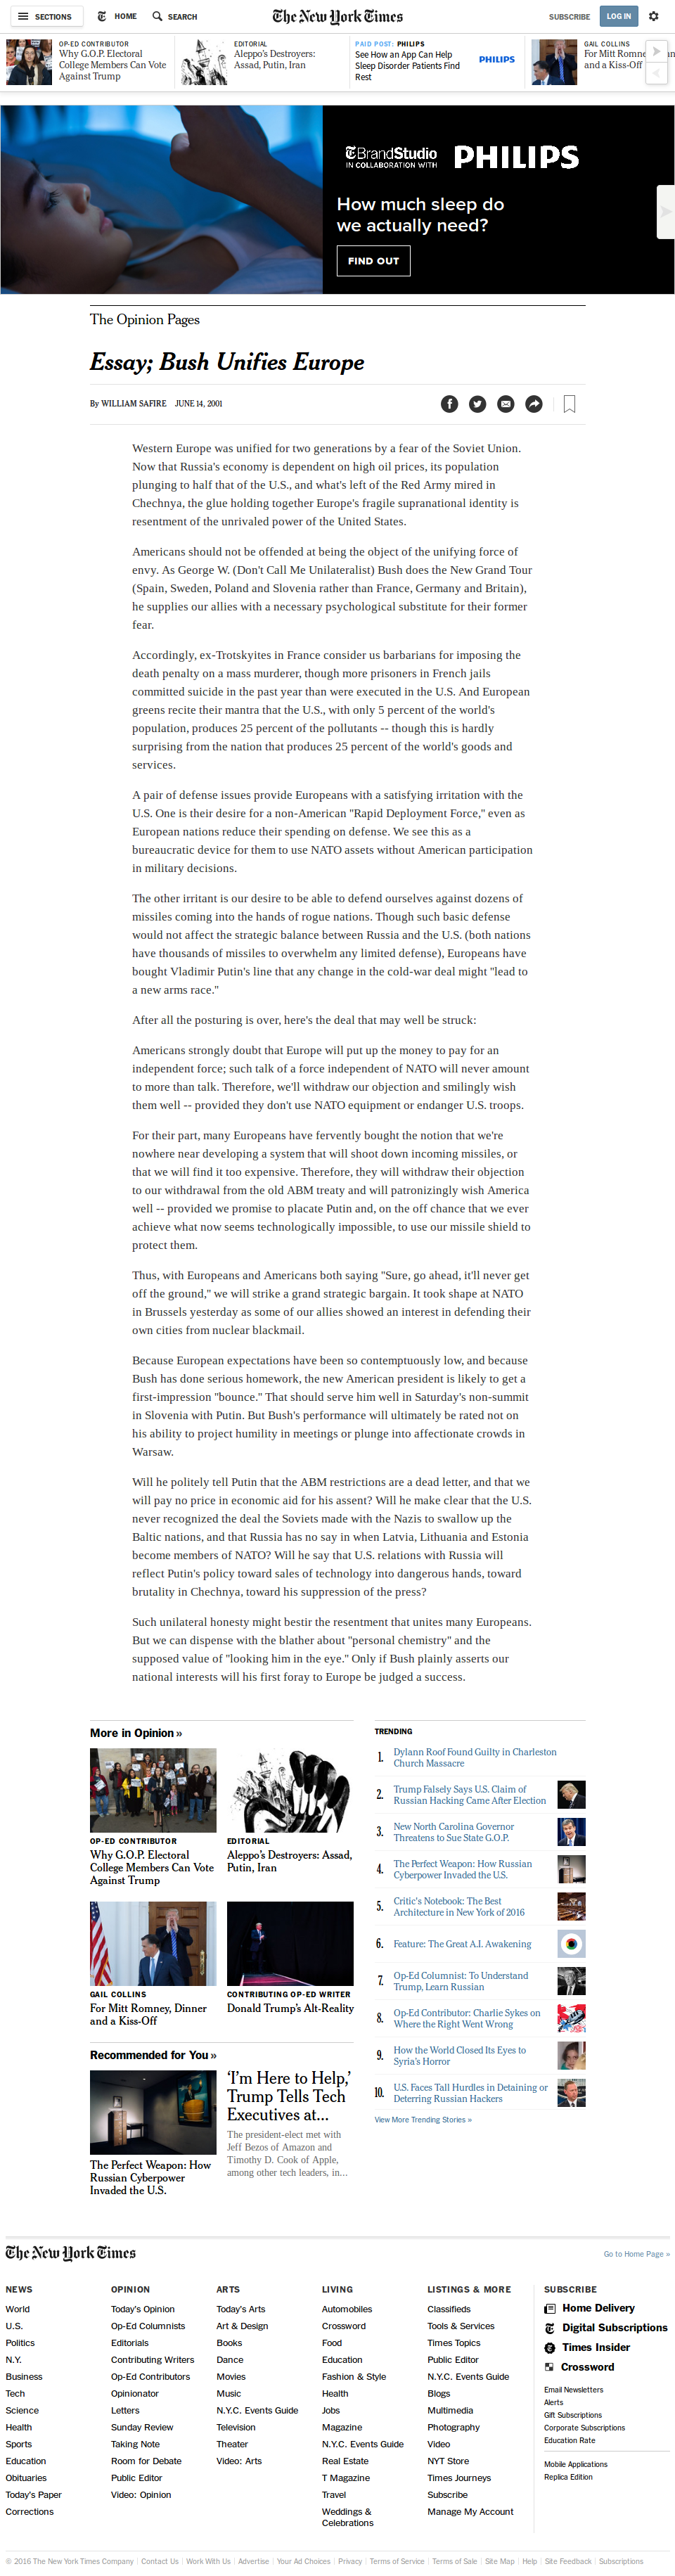 SECTIONS
HOME
SEARCH
The New York Times
SUBSCRIBE
LOG IN
OP-ED CONTRIBUTOR
Why G.O.P. Electoral
College Members Can Vote
Against Trump
EDITORIAL
Aleppo's Destroyers:
Assad, Putin, Iran
PAID POST: PHILIPS
See How an App Can Help
Sleep Disorder Patients Find
Rest
PHILIPS
GAIL COLLINS
For Mitt Romne
and a Kiss-Off
TBrandStudio
IN COLLABORATION WITH
PHILIPS
How much sleep do
we actually need?
FIND OUT
The Opinion Pages
Essay; Bush Unifies Europe
By WILLIAM SAFIRE JUNE 14, 2001
Western Europe was unified for two generations by a fear of the Soviet Union.
Now that Russia's economy is dependent on high oil prices, its population
plunging to half that of the U.S., and what's left of the Red Army mired in
Chechnya, the glue holding together Europe's fragile supranational identity is
resentment of the unrivaled power of the United States.
Americans should not be offended at being the object of the unifying force of
envy. As George W. (Don't Call Me Unilateralist) Bush does the New Grand Tour
(Spain, Sweden, Poland and Slovenia rather than France, Germany and Britain),
he supplies our allies with a necessary psychological substitute for their former
fear.
Accordingly, ex-Trotskyites in France consider us barbarians for imposing the
death penalty on a mass murderer, though more prisoners in French jails
committed suicide in the past year than were executed in the U.S. And European
greens recite their mantra that the U.S., with only 5 percent of the world's
population, produces 25 percent of the pollutants -- though this is hardly
surprising from the nation that produces 25 percent of the world's goods and
services.
A pair of defense issues provide Europeans with a satisfying irritation with the
U.S. One is their desire for a non-American "Rapid Deployment Force," even as
European nations reduce their spending on defense. We see this as a
bureaucratic device for them to use NATO assets without American participation
in military decisions.
The other irritant is our desire to be able to defend ourselves against dozens of
missiles coming into the hands of rogue nations. Though such basic defense
would not affect the strategic balance between Russia and the U.S. (both nations
have thousands of missiles to overwhelm any limited defense), Europeans have
bought Vladimir Putin's line that any change in the cold-war deal might "lead to
a new arms race."
After all the posturing is over, here's the deal that may well be struck:
Americans strongly doubt that Europe will put up the money to pay for an
independent force; such talk of a force independent of NATO will never amount
to more than talk. Therefore, we'll withdraw our objection and smilingly wish
them well -- provided they don't use NATO equipment or endanger U.S. troops.
For their part, many Europeans have fervently bought the notion that we're
nowhere near developing a system that will shoot down incoming missiles, or
that we will find it too expensive. Therefore, they will withdraw their objection
to our withdrawal from the old ABM treaty and will patronizingly wish America
well -- provided we promise to placate Putin and, on the off chance that we ever
achieve what now seems technologically impossible, to use our missile shield to
protect them.
Thus, with Europeans and Americans both saying "Sure, go ahead, it'll never get
off the ground," we will strike a grand strategic bargain. It took shape at NATO
in Brussels yesterday as some of our allies showed an interest in defending their
own cities from nuclear blackmail.
Because European expectations have been so contemptuously low, and because
Bush has done serious homework, the new American president is likely to get a
first-impression "bounce." That should serve him well in Saturday's non-summit
in Slovenia with Putin. But Bush's performance will ultimately be rated not on
his ability to project humility in meetings or plunge into affectionate crowds in
Warsaw.
Will he politely tell Putin that the ABM restrictions are a dead letter, and that we
will pay no price in economic aid for his assent? Will he make clear that the U.S.
never recognized the deal the Soviets made with the Nazis to swallow up the
Baltic nations, and that Russia has no say in when Latvia, Lithuania and Estonia
become members of NATO? Will he say that U.S. relations with Russia will
reflect Putin's policy toward sales of technology into dangerous hands, toward
brutality in Chechnya, toward his suppression of the press?
Such unilateral honesty might bestir the resentment that unites many Europeans.
But we can dispense with the blather about "personal chemistry" and the
supposed value of "looking him in the eye." Only if Bush plainly asserts our
national interests will his first foray to Europe be judged a success.
More in Opinion »
OP-ED CONTRIBUTOR
Why G.O.P. Electoral
College Members Can Vote
Against Trump
EDITORIAL
Aleppo's Destroyers: Assad,
Putin, Iran
GAIL COLLINS
For Mitt Romney, Dinner
and a Kiss-Off
CONTRIBUTING OP-ED WRITER
Donald Trump's Alt-Reality
Recommended for You »
The Perfect Weapon: How
Russian Cyberpower
Invaded the U.S.
‘I'm Here to Help,’
Trump Tells Tech
Executives at...
The president-elect met with
Jeff Bezos of Amazon and
Timothy D. Cook of Apple,
among other tech leaders, in...
TRENDING
1. Dylann Roof Found Guilty in Charleston
Church Massacre
2. Trump Falsely Says U.S. Claim of
Russian Hacking Came After Election
3. New North Carolina Governor
Threatens to Sue State G.O.P.
4. The Perfect Weapon: How Russian
Cyberpower Invaded the U.S.
5. Critic's Notebook: The Best
Architecture in New York of 2016
6. Feature: The Great A.I. Awakening
7. Op-Ed Columnist: To Understand
Trump, Learn Russian
8. Op-Ed Contributor: Charlie Sykes on
Where the Right Went Wrong
9. How the World Closed Its Eyes to
Syria's Horror
10. U.S. Faces Tall Hurdles in Detaining or
Deterring Russian Hackers
View More Trending Stories »
The New York Times
Go to Home Page »
NEWS
World
U.S.
Politics
N.Y.
Business
Tech
Science
Health
Sports
Education
Obituaries
Today's Paper
Corrections
OPINION
Today's Opinion
Op-Ed Columnists
Editorials
Contributing Writers
Op-Ed Contributors
Opinionator
Letters
Sunday Review
Taking Note
Room for Debate
Public Editor
Video: Opinion
ARTS
Today's Arts
Art & Design
Books
Dance
Movies
Music
N.Y.C. Events Guide
Television
Theater
Video: Arts
LIVING
Automobiles
Crossword
Food
Education
Fashion & Style
Health
Jobs
Magazine
N.Y.C. Events Guide
Real Estate
T Magazine
Travel
Weddings &
Celebrations
LISTINGS & MORE
Classifieds
Tools & Services
Times Topics
Public Editor
N.Y.C. Events Guide
Blogs
Multimedia
Photography
Video
NYT Store
Times Journeys
Subscribe
Manage My Account
SUBSCRIBE
Home Delivery
Digital Subscriptions
Times Insider
Crossword
Email Newsletters
Alerts
Gift Subscriptions
Corporate Subscriptions
Education Rate
Mobile Applications
Replica Edition
© 2016 The New York Times Company | Contact Us | Work With Us | Advertise | Your Ad Choices | Privacy | Terms of Service | Terms of Sale | Site Map | Help | Site Feedback | Subscriptions